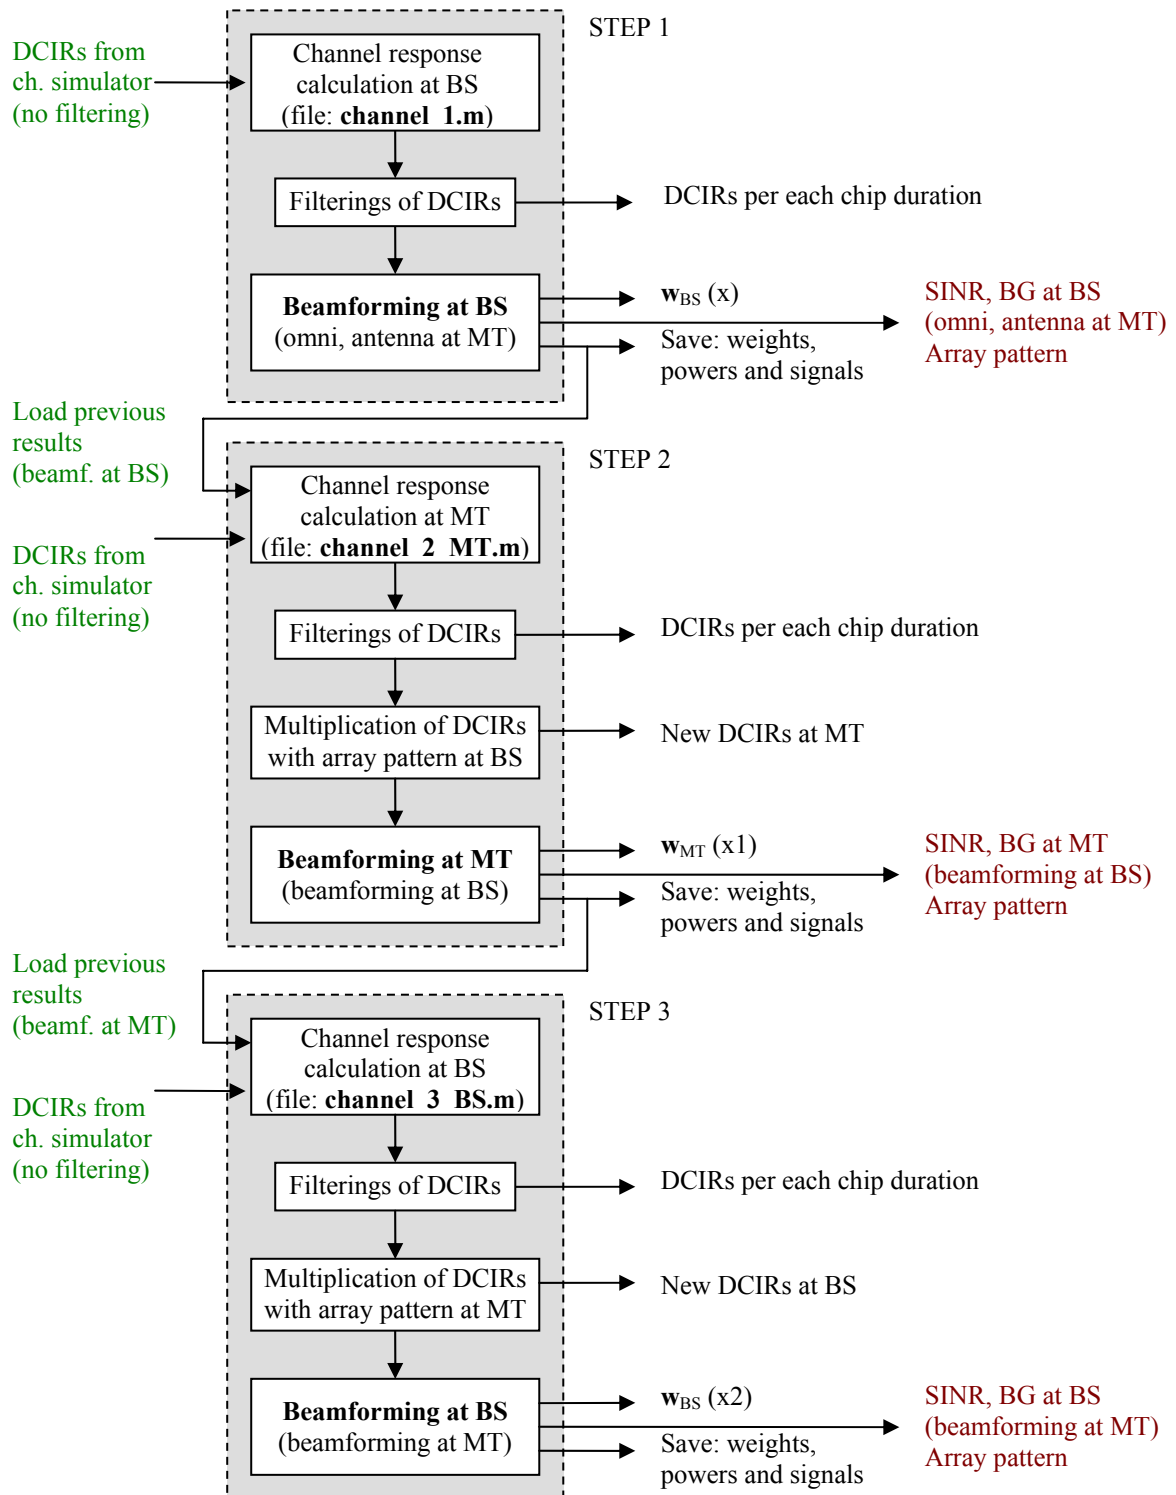 STEP 1
DCIRs from
ch. simulator
(no filtering)
Channel response
calculation at BS
(file: channel_1.m)
Filterings of DCIRs
DCIRs per each chip duration
Beamforming at BS
(omni, antenna at MT)
wBS (x)
Save: weights,
powers and signals
SINR, BG at BS
(omni, antenna at MT)
Array pattern
Load previous
results
(beamf. at BS)
STEP 2
DCIRs from
ch. simulator
(no filtering)
Channel response
calculation at MT
(file: channel_2_MT.m)
Filterings of DCIRs
DCIRs per each chip duration
Multiplication of DCIRs
with array pattern at BS
New DCIRs at MT
Beamforming at MT
(beamforming at BS)
wMT (x1)
Save: weights,
powers and signals
SINR, BG at MT
(beamforming at BS)
Array pattern
Load previous
results
(beamf. at MT)
STEP 3
DCIRs from
ch. simulator
(no filtering)
Channel response
calculation at BS
(file: channel_3_BS.m)
Filterings of DCIRs
DCIRs per each chip duration
Multiplication of DCIRs
with array pattern at MT
New DCIRs at BS
Beamforming at BS
(beamforming at MT)
wBS (x2)
Save: weights,
powers and signals
SINR, BG at BS
(beamforming at MT)
Array pattern